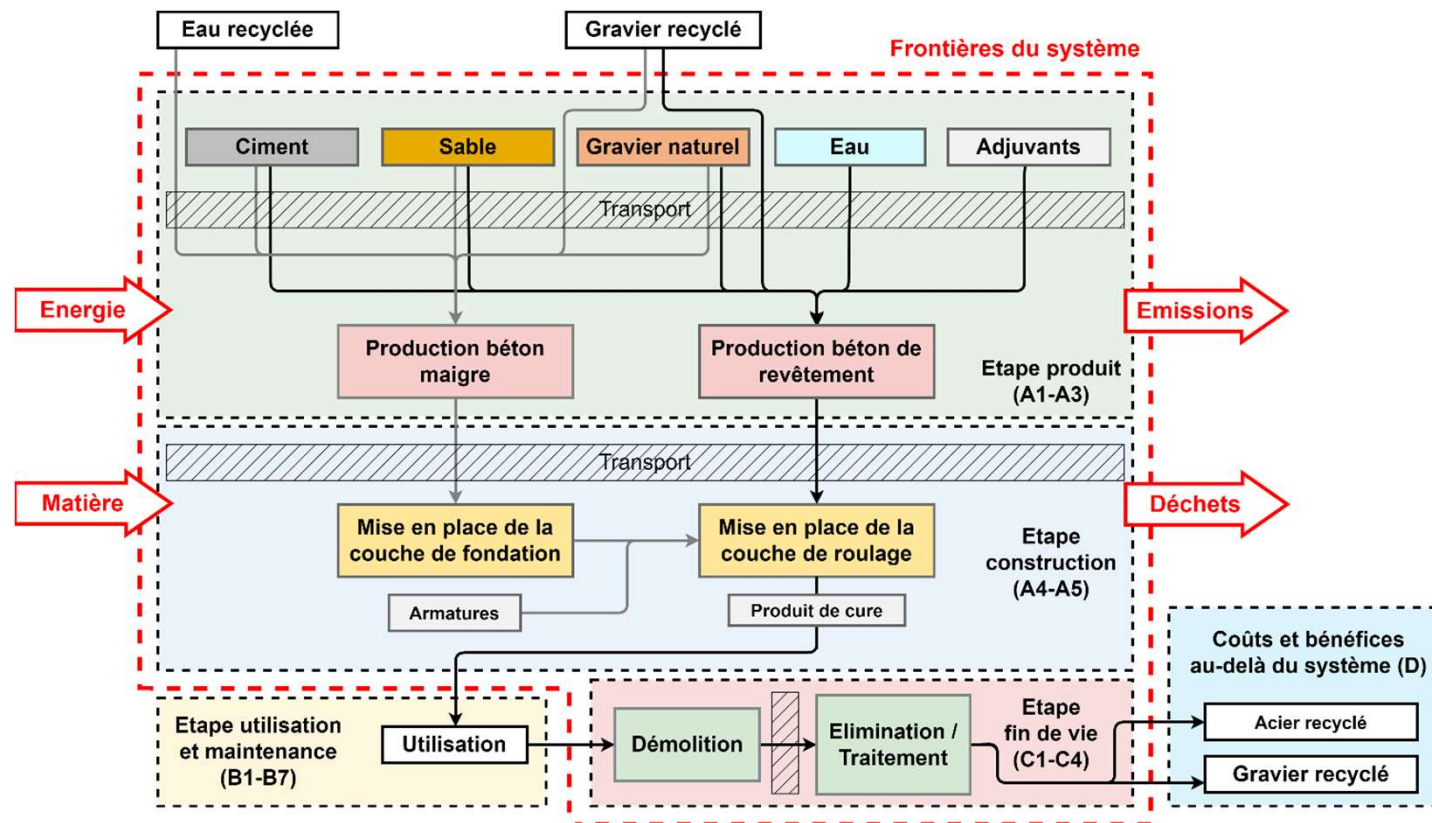 Eau recyclée
Gravier recyclé
Frontières du système
Ciment
Sable
Gravier naturel
Eau
Adjuvants
Transport
Energie
Emissions
Production béton
maigre
Production béton de
revêtement
Etape produit
(A1-A3)
Transport
Matière
Déchets
Mise en place de la
couche de fondation
Mise en place de la
couche de roulage
Etape
construction
(A4-A5)
Armatures
Produit de cure
Coûts et bénéfices
au-delà du système (D)
Etape utilisation
et maintenance
(B1-B7)
Utilisation
Démolition
Elimination /
Traitement
Etape
fin de vie
(C1-C4)
Acier recyclé
Gravier recyclé